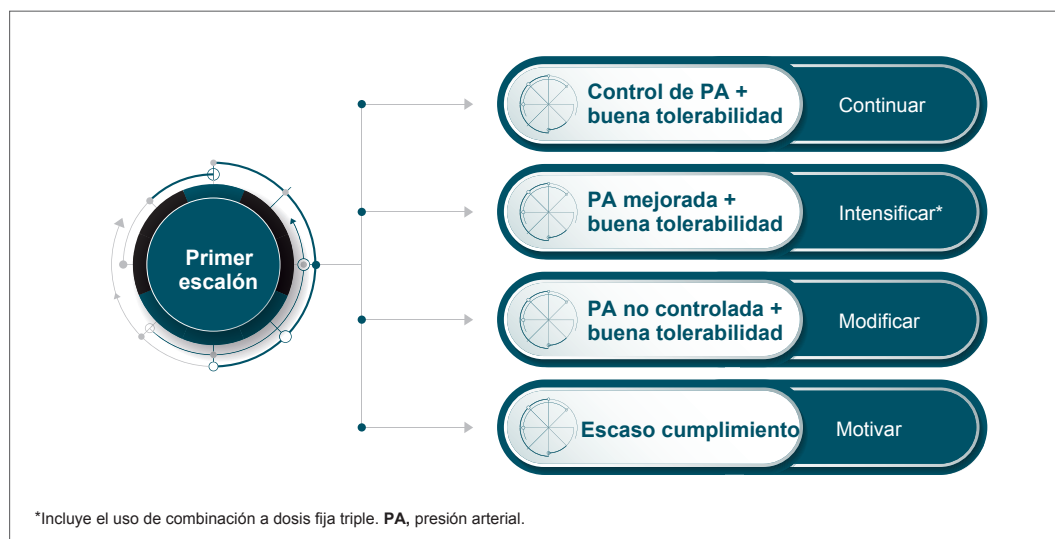 Primer
escalón
Control de PA +
buena tolerabilidad
Continuar
PA mejorada +
buena tolerabilidad
Intensificar*
PA no controlada +
buena tolerabilidad
Modificar
Escaso cumplimiento
Motivar
*Incluye el uso de combinación a dosis fija triple. PA, presión arterial.